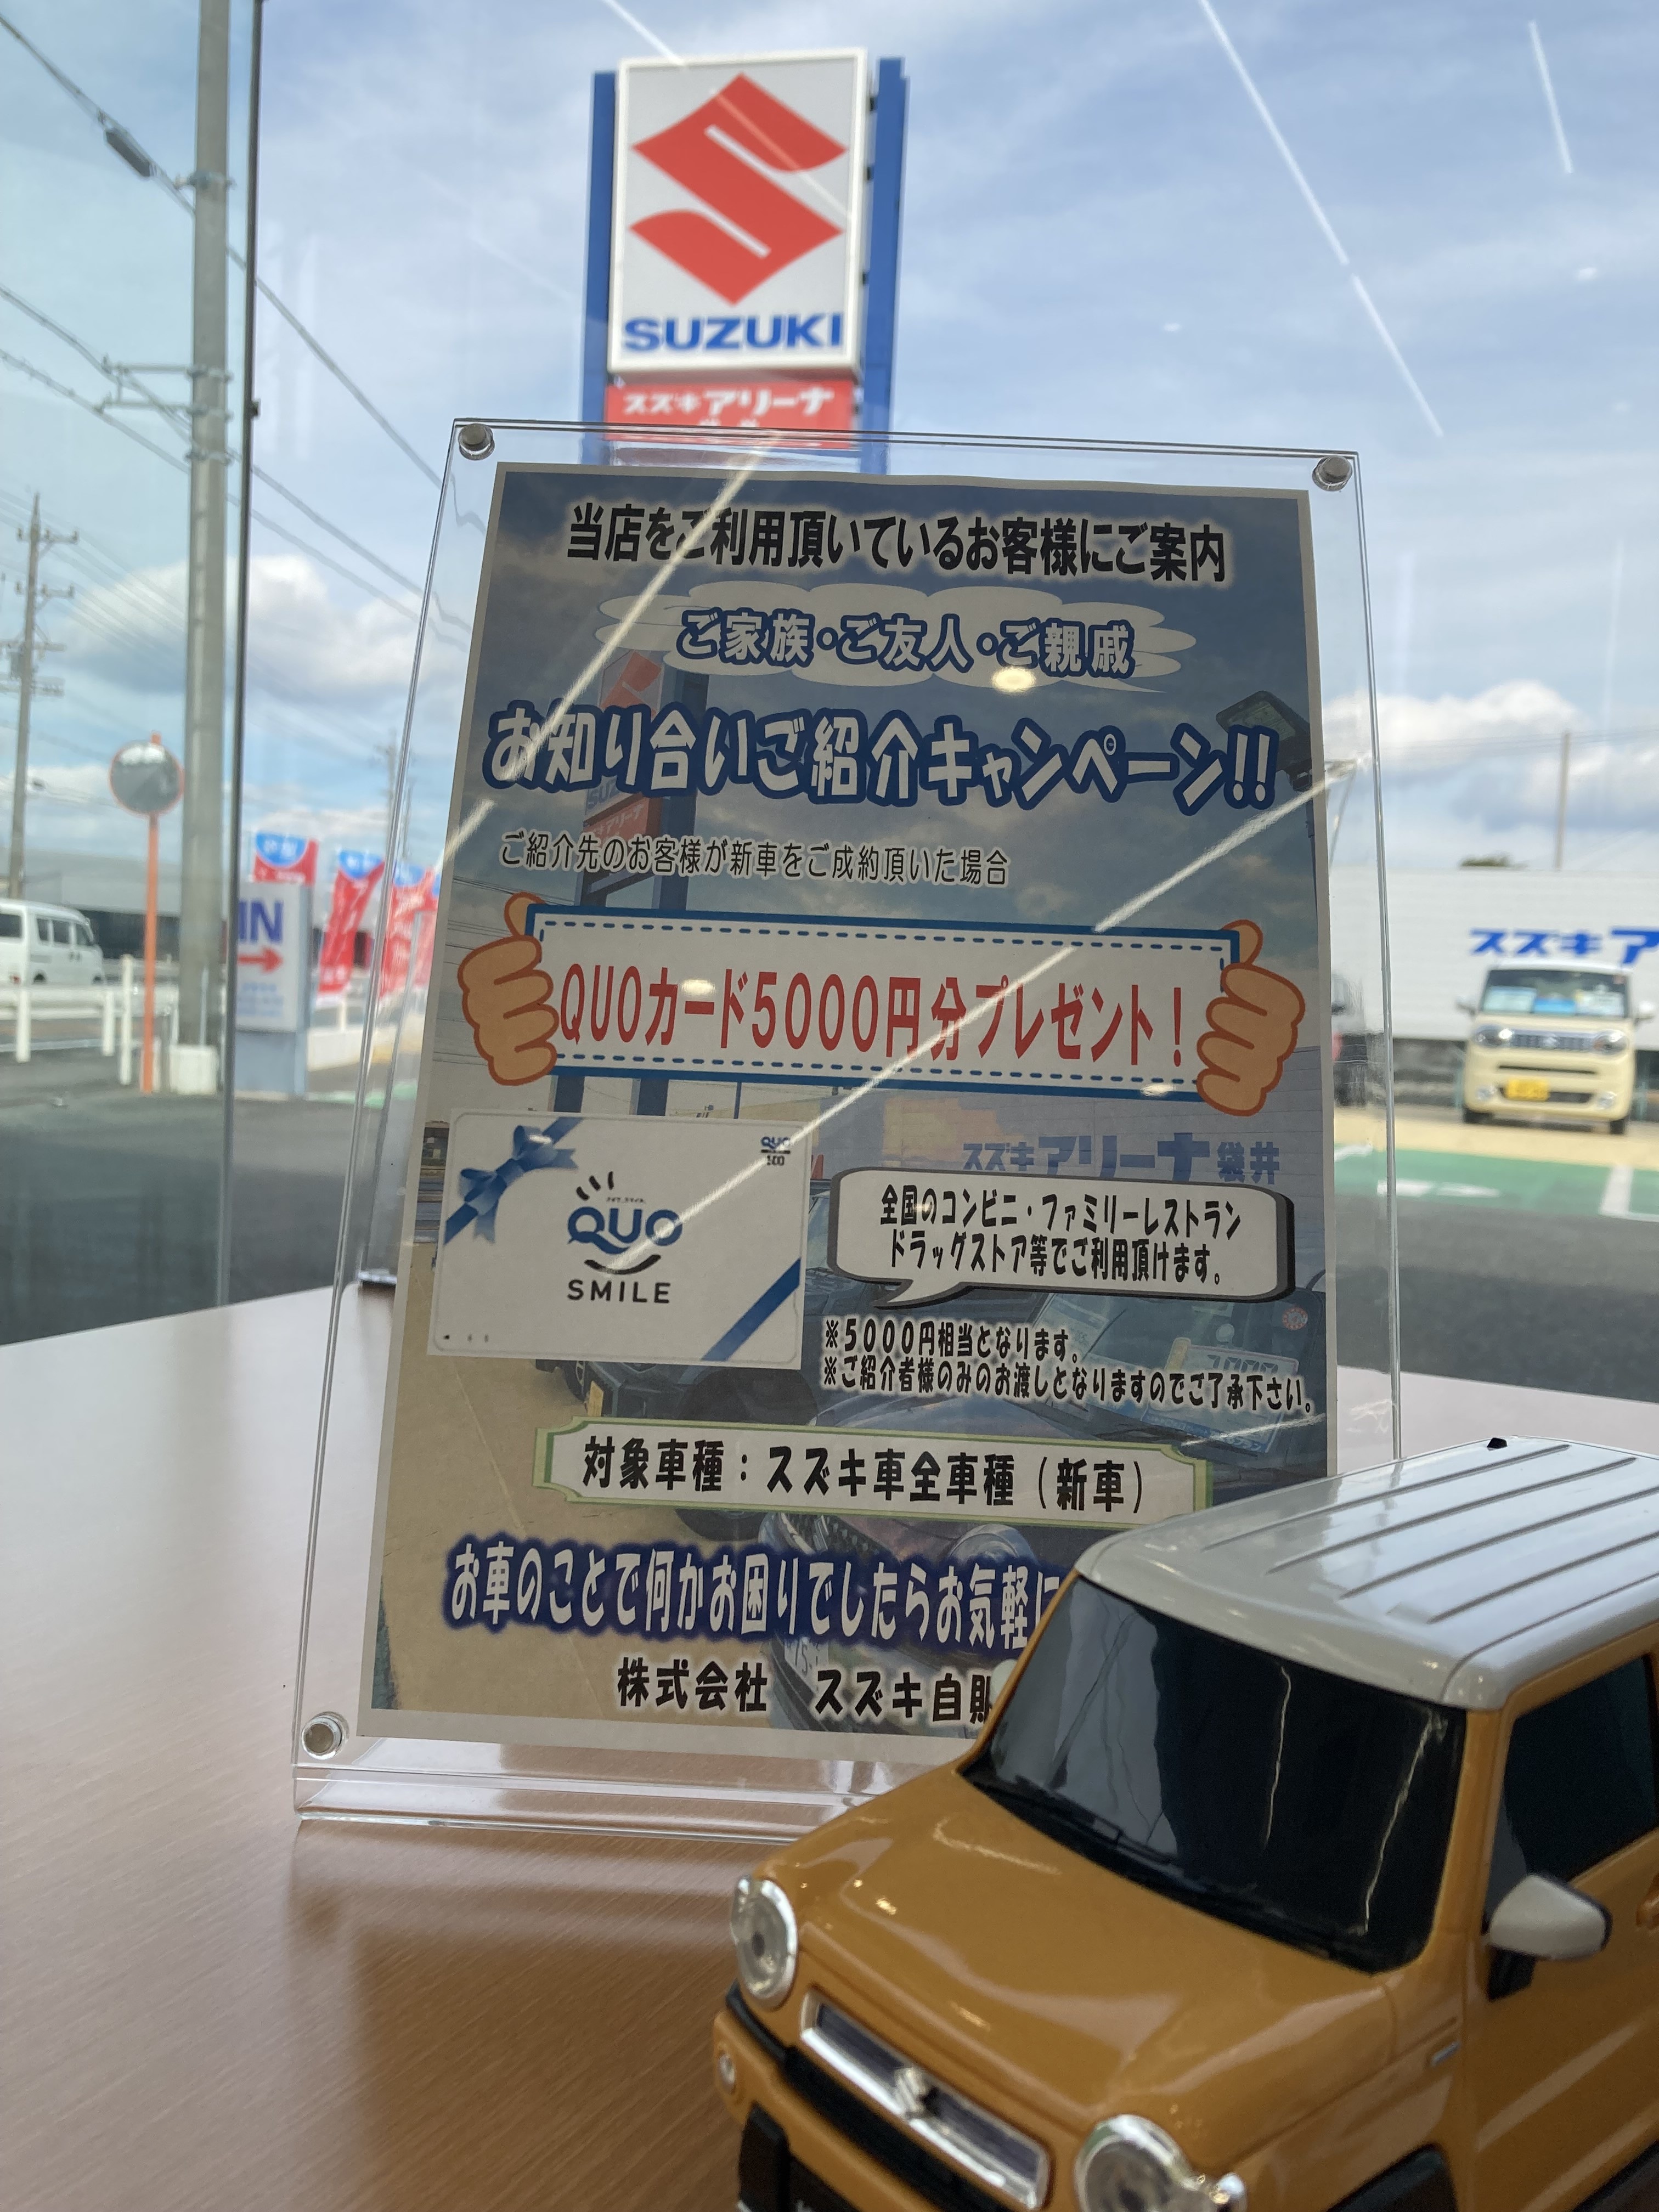 SUZUKI
スズキアリーナ
当店をご利用頂いているお客様にご案内
ご家族・ご友人・ご親戚
お知り合いご紹介キャンペーン!!
ご紹介先のお客様が新車をご成約頂いた場合
IN
スズキア
QUOカード5000円分プレゼント!
QUO
500
QUO
SMILE
スズキアリーナ袋井
全国のコンビニ・ファミリーレストラン
ドラッグストア等でご利用頂けます。
※5000円相当となります。
※ご紹介者様のみのお渡しとなりますのでご了承下さい。
対象車種:スズキ車全車種(新車)
お車のことで何かお困りでしたらお気軽に
株式会社 スズキ自販